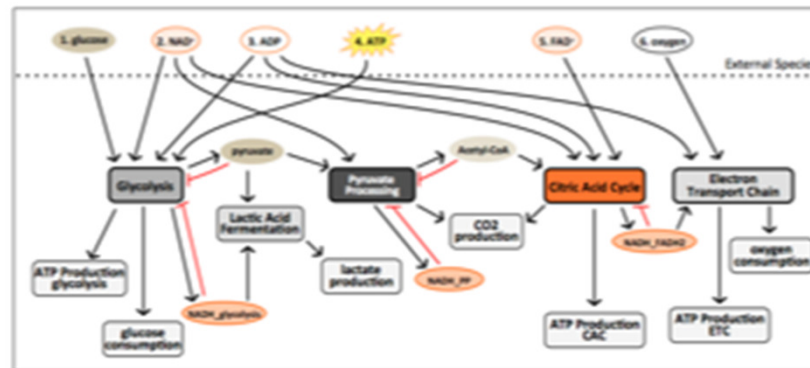 1. glucose
2. NAD⁺
3. ADP
4. ATP
5. FAD⁺
6. oxygen
External Specie
pyruvate
Acetyl-CoA
Glycolysis
Pyruvate
Processing
Citric Acid Cycle
Electron
Transport Chain
Lactic Acid
Fermentation
CO2
production
NADH_FADH2
oxygen
consumption
ATP Production
glycolysis
lactate
production
NADH_PP
NADH_glycolysis
glucose
consumption
ATP Production
CAC
ATP Production
ETC